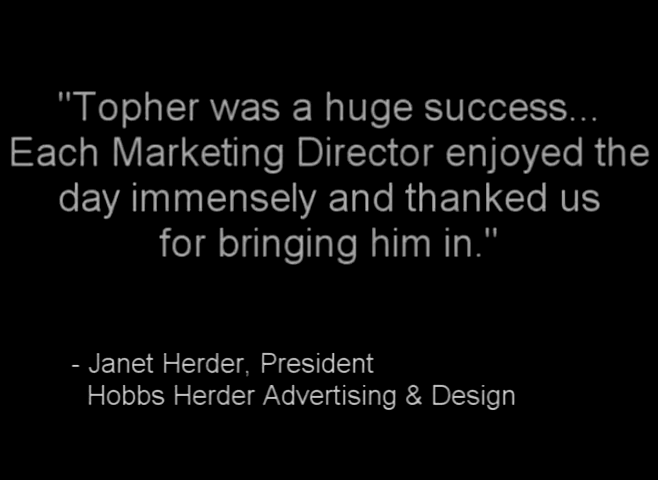 "Topher was a huge success...
Each Marketing Director enjoyed the
day immensely and thanked us
for bringing him in."
- Janet Herder, President
Hobbs Herder Advertising & Design